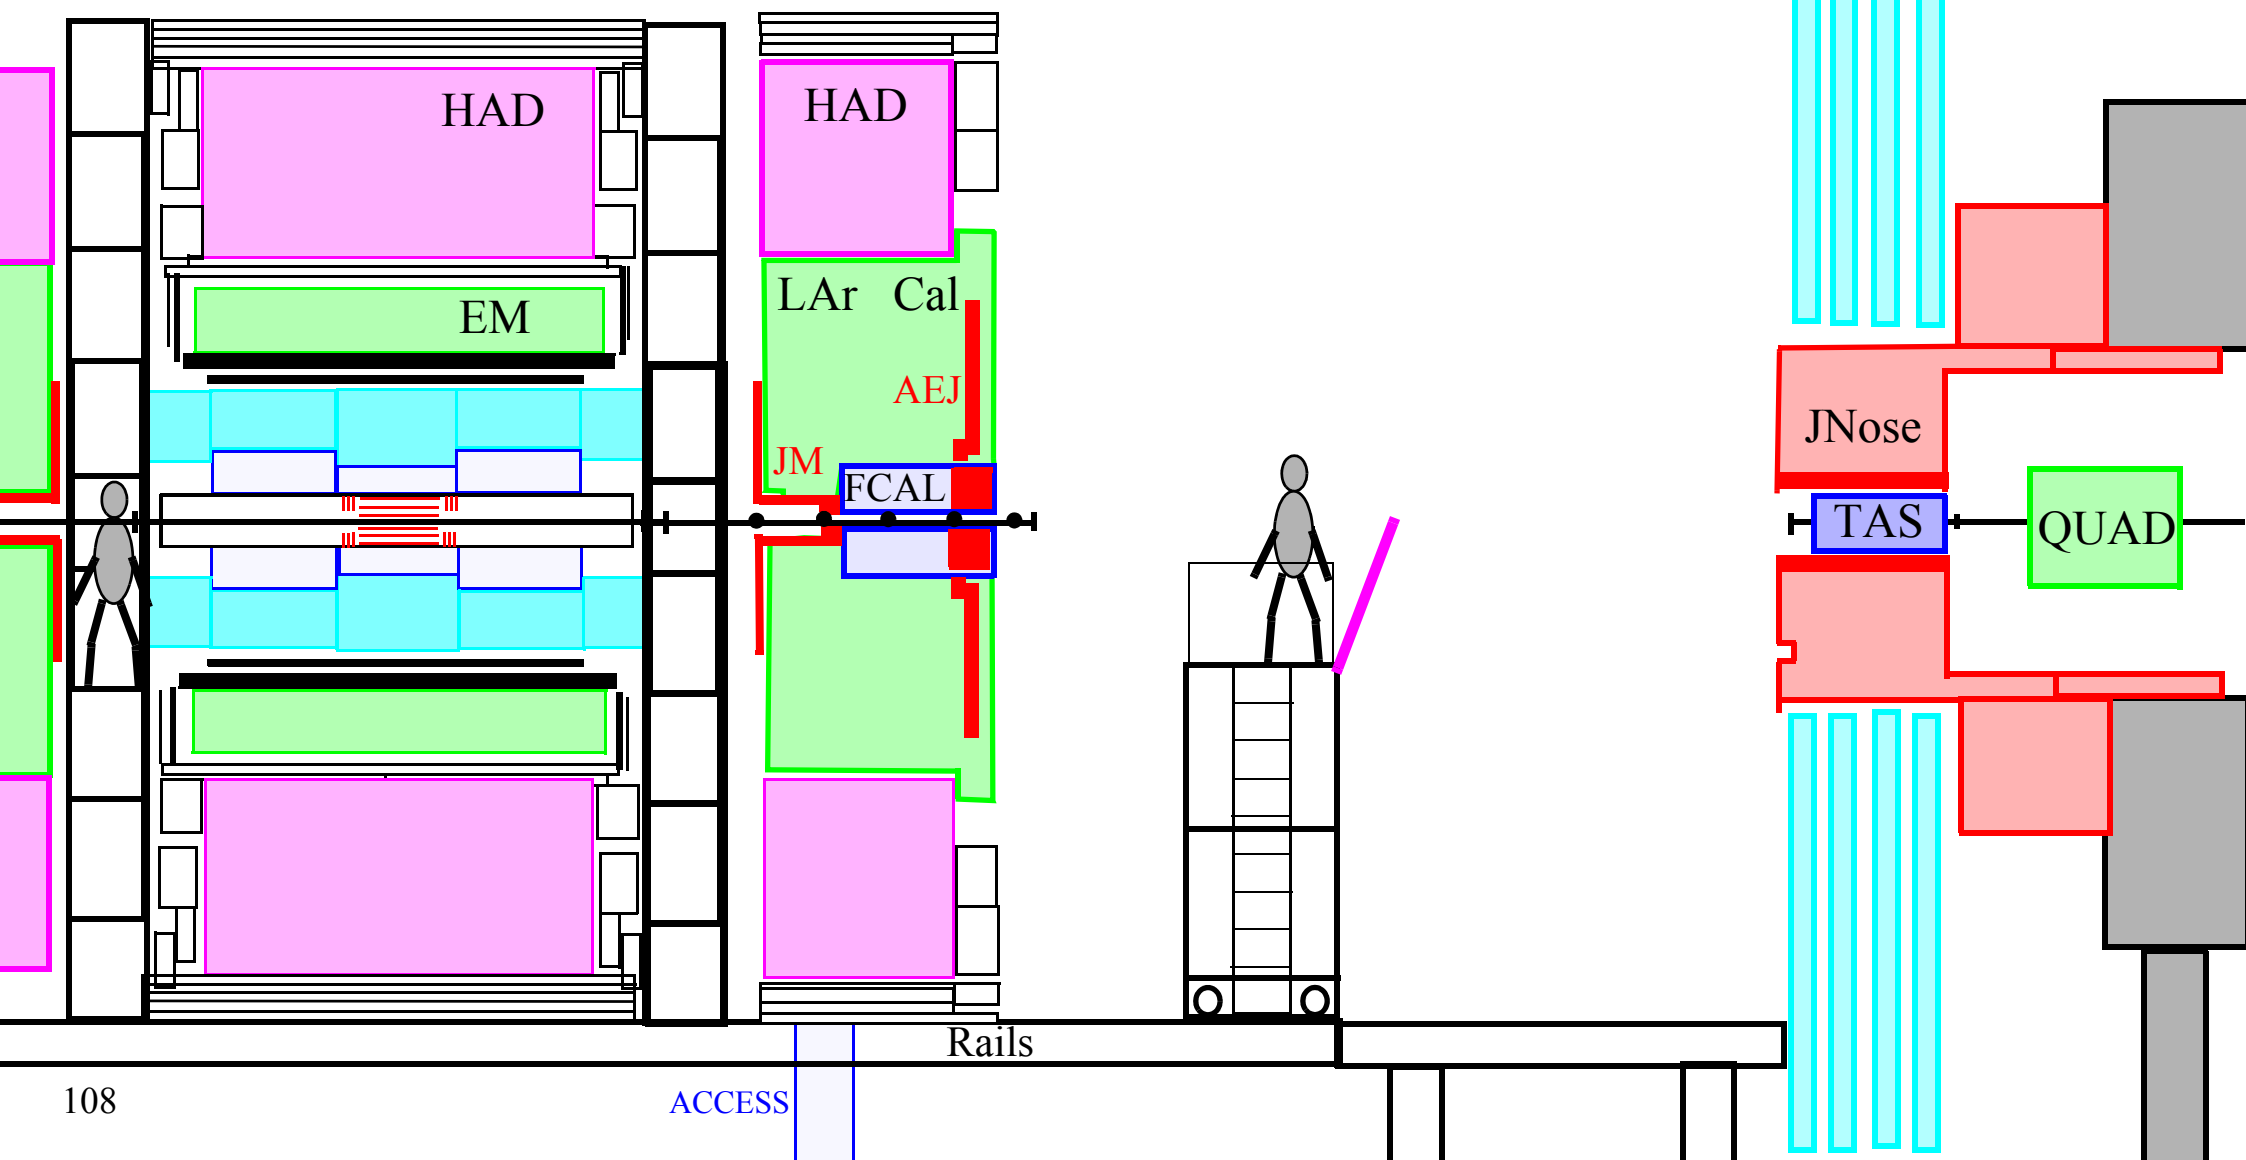 HAD
HAD
EM
LAr Cal
AEJ
JM
FCAL
JNose
TAS
QUAD
Rails
108
ACCESS